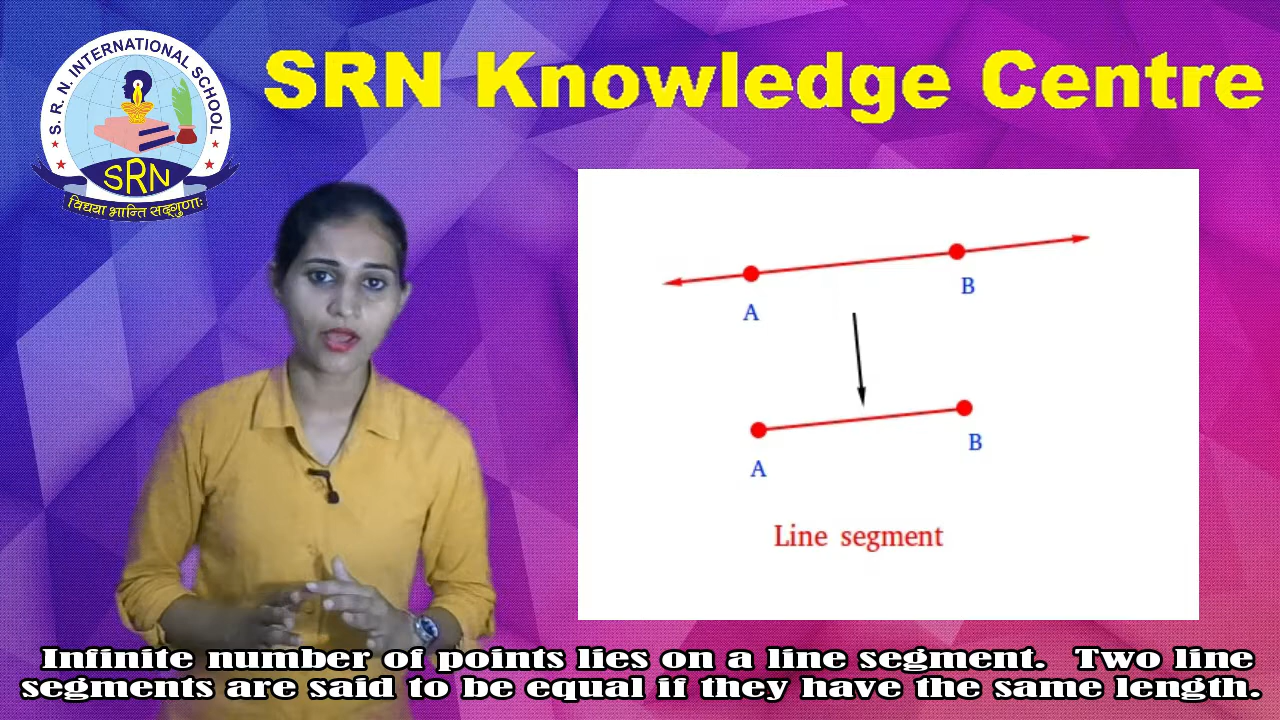 S. R. N. INTERNATIONAL SCHOOL
SRN
विद्यया भान्ति सद्गुणाः
SRN Knowledge Centre
A
B
A
B
Line segment
Infinite number of points lies on a line segment. Two line
segments are said to be equal if they have the same length.